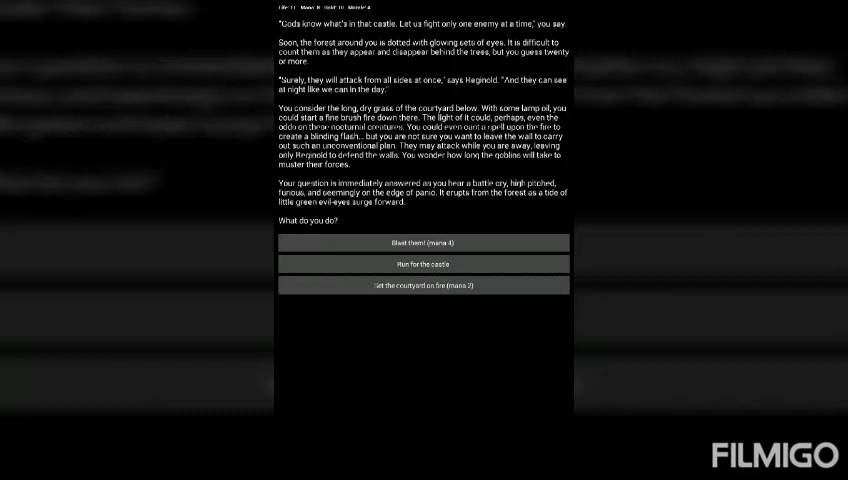 Life: 11 Mana: 8 Gold: 10 Morale: 4
"Gods know what's in that castle. Let us fight only one enemy at a time," you say.
Soon, the forest around you is dotted with glowing sets of eyes. It is difficult to
count them as they appear and disappear behind the trees, but you guess twenty
or more.
"Surely, they will attack from all sides at once," says Reginold. "And they can see
at night like we can in the day."
You consider the long, dry grass of the courtyard below. With some lamp oil, you
could start a fine brush fire down there. The light of it could, perhaps, even the
odds on these nocturnal creatures. You could even cast a spell upon the fire to
create a blinding flash... but you are not sure you want to leave the wall to carry
out such an unconventional plan. They may attack while you are away, leaving
only Reginold to defend the walls. You wonder how long the goblins will take to
muster their forces.
Your question is immediately answered as you hear a battle cry, high pitched,
furious, and seemingly on the edge of panic. It erupts from the forest as a tide of
little green evil-eyes surge forward.
What do you do?
Blast them! (mana 4)
Run for the castle
Set the courtyard on fire (mana 2)
FILMIGO